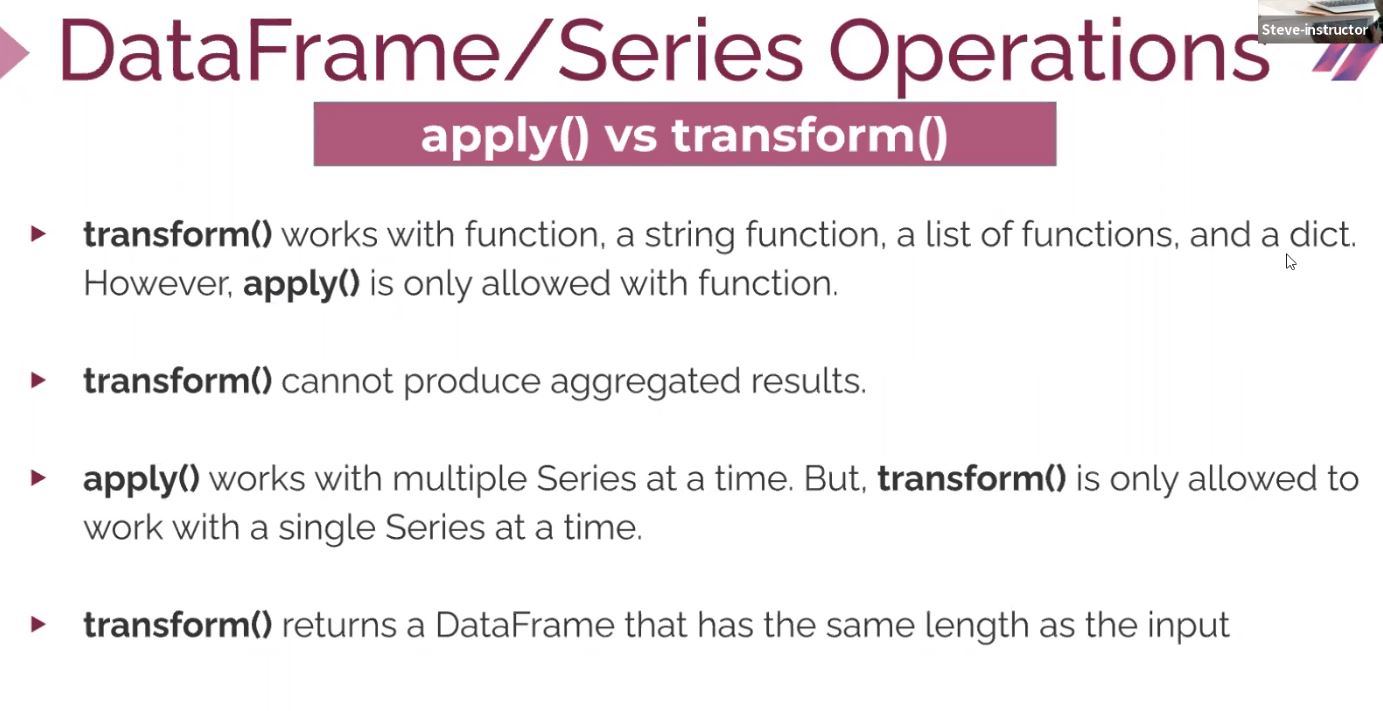 DataFrame/Series Operations
Steve-instructor
apply() vs transform()
transform() works with function, a string function, a list of functions, and a dict.
However, apply() is only allowed with function.
transform() cannot produce aggregated results.
apply() works with multiple Series at a time. But, transform() is only allowed to
work with a single Series at a time.
transform() returns a DataFrame that has the same length as the input